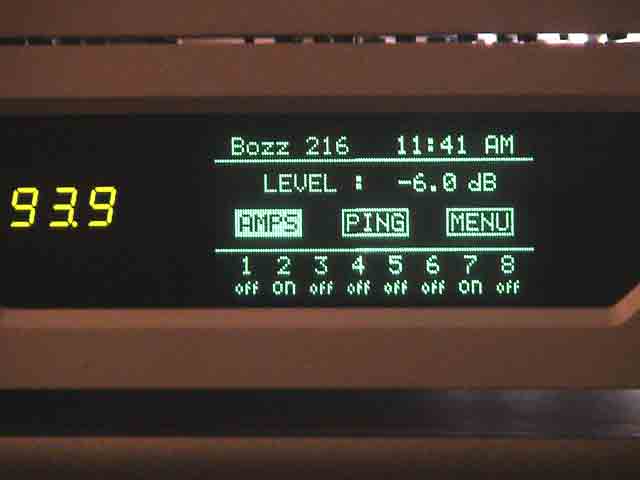 93.9
Bozz 216 11:41 AM
LEVEL : -6.0 dB
AMPS PING MENU
1 2 3 4 5 6 7 8
off on off off off off on off